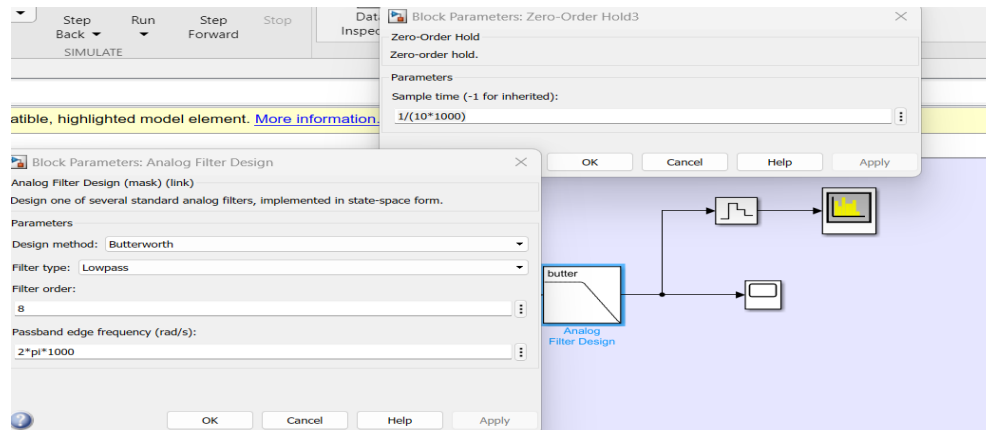 Step
Back
Run
Step
Forward
Stop
SIMULATE
Block Parameters: Zero-Order Hold3
Zero-Order Hold
Zero-order hold.
Parameters
Sample time (-1 for inherited):
1/(10*1000)
OK Cancel Help Apply
highlighted model element. More information.
Block Parameters: Analog Filter Design
Analog Filter Design (mask) (link)
Design one of several standard analog filters, implemented in state-space form.
Parameters
Design method: Butterworth
Filter type: Lowpass
Filter order:
8
Passband edge frequency (rad/s):
2*pi*1000
OK Cancel Help Apply
butter
Analog
Filter Design